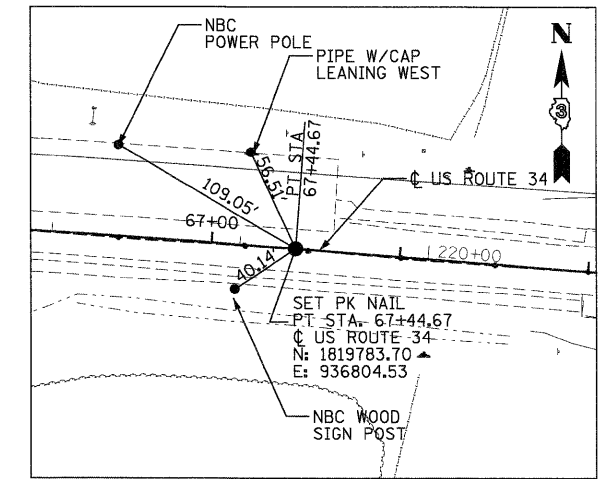 NBC
POWER POLE
PIPE W/CAP
LEANING WEST
N
3
109.05'
56.51'
PT STA
67+44.67
℄ US ROUTE 34
67+00
220+00
40.14'
SET PK NAIL
PT STA. 67+44.67
℄ US ROUTE 34
N: 1819783.70
E: 936804.53
NBC WOOD
SIGN POST